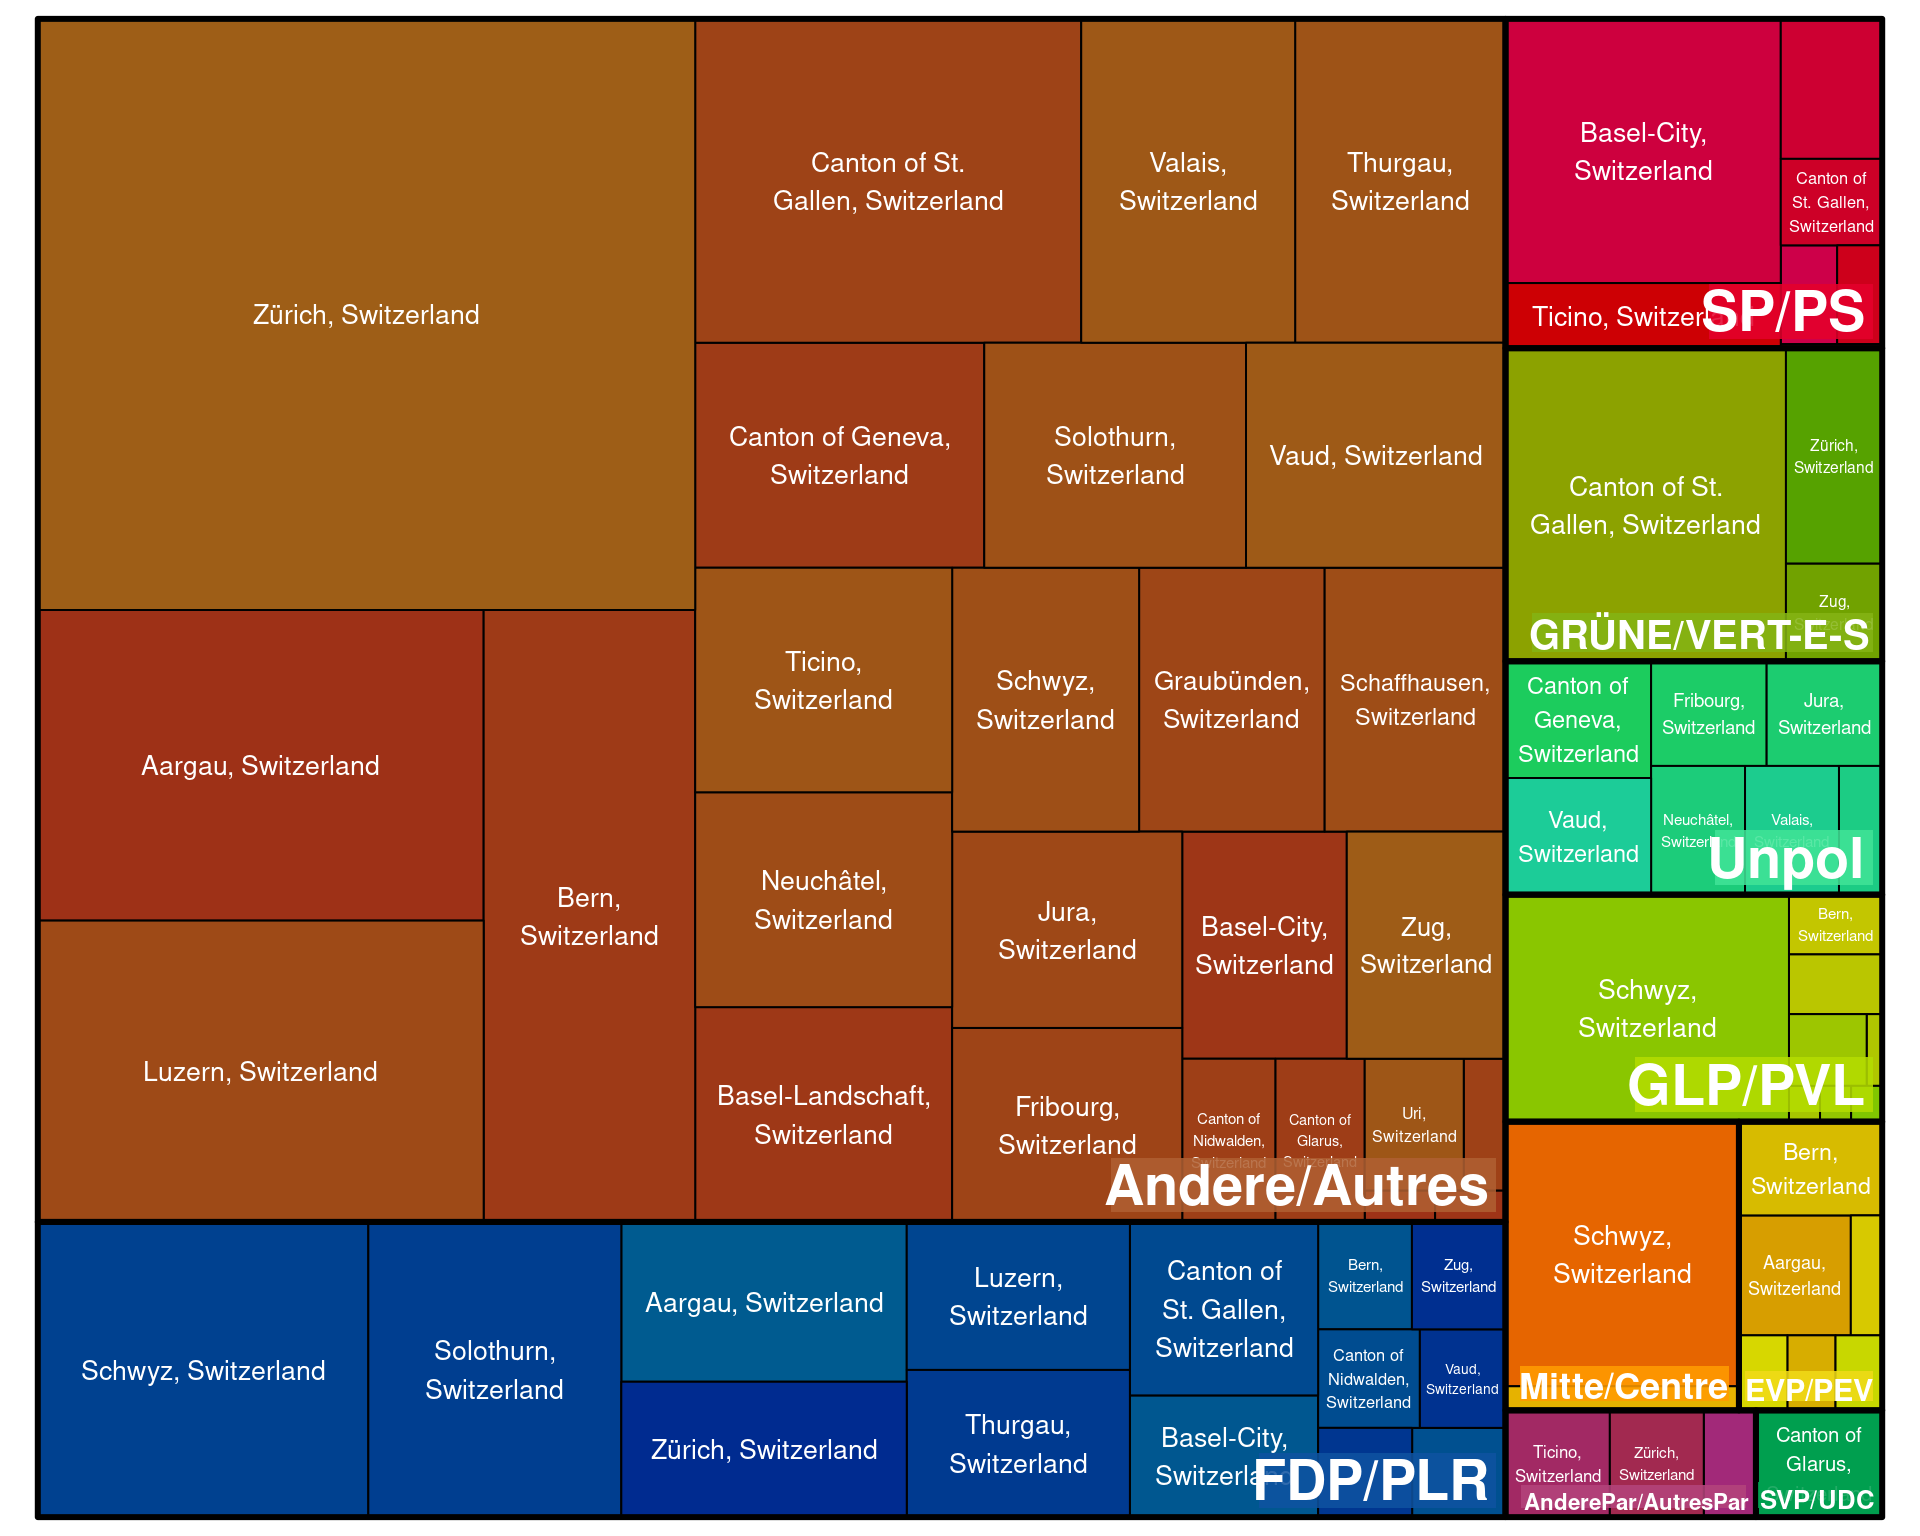 Zürich, Switzerland
Aargau, Switzerland
Luzern, Switzerland
Bern,
Switzerland
Canton of St.
Gallen, Switzerland
Valais,
Switzerland
Thurgau,
Switzerland
Canton of Geneva,
Switzerland
Solothurn,
Switzerland
Vaud, Switzerland
Ticino,
Switzerland
Neuchâtel,
Switzerland
Basel-Landschaft,
Switzerland
Schwyz,
Switzerland
Graubünden,
Switzerland
Schaffhausen,
Switzerland
Jura,
Switzerland
Fribourg,
Switzerland
Basel-City,
Switzerland
Zug,
Switzerland
Canton of
Nidwalden,
Switzerland
Canton of
Glarus,
Switzerland
Uri,
Switzerland
Andere/Autres
Schwyz, Switzerland
Solothurn,
Switzerland
Aargau, Switzerland
Zürich, Switzerland
Luzern,
Switzerland
Thurgau,
Switzerland
Canton of
St. Gallen,
Switzerland
Basel-City,
Switzerland
Bern,
Switzerland
Zug,
Switzerland
Canton of
Nidwalden,
Switzerland
Vaud,
Switzerland
FDP/PLR
Basel-City,
Switzerland
Canton of
St. Gallen,
Switzerland
Ticino, Switzerland
SP/PS
Canton of St.
Gallen, Switzerland
Zürich,
Switzerland
Zug,
Switzerland
GRÜNE/VERT-E-S
Canton of
Geneva,
Switzerland
Vaud,
Switzerland
Fribourg,
Switzerland
Jura,
Switzerland
Neuchâtel,
Switzerland
Valais,
Switzerland
Unpol
Schwyz,
Switzerland
Bern,
Switzerland
GLP/PVL
Schwyz,
Switzerland
Mitte/Centre
Bern,
Switzerland
Aargau,
Switzerland
EVP/PEV
Ticino,
Switzerland
Zürich,
Switzerland
AnderePar/AutresPar
Canton of
Glarus,
SVP/UDC